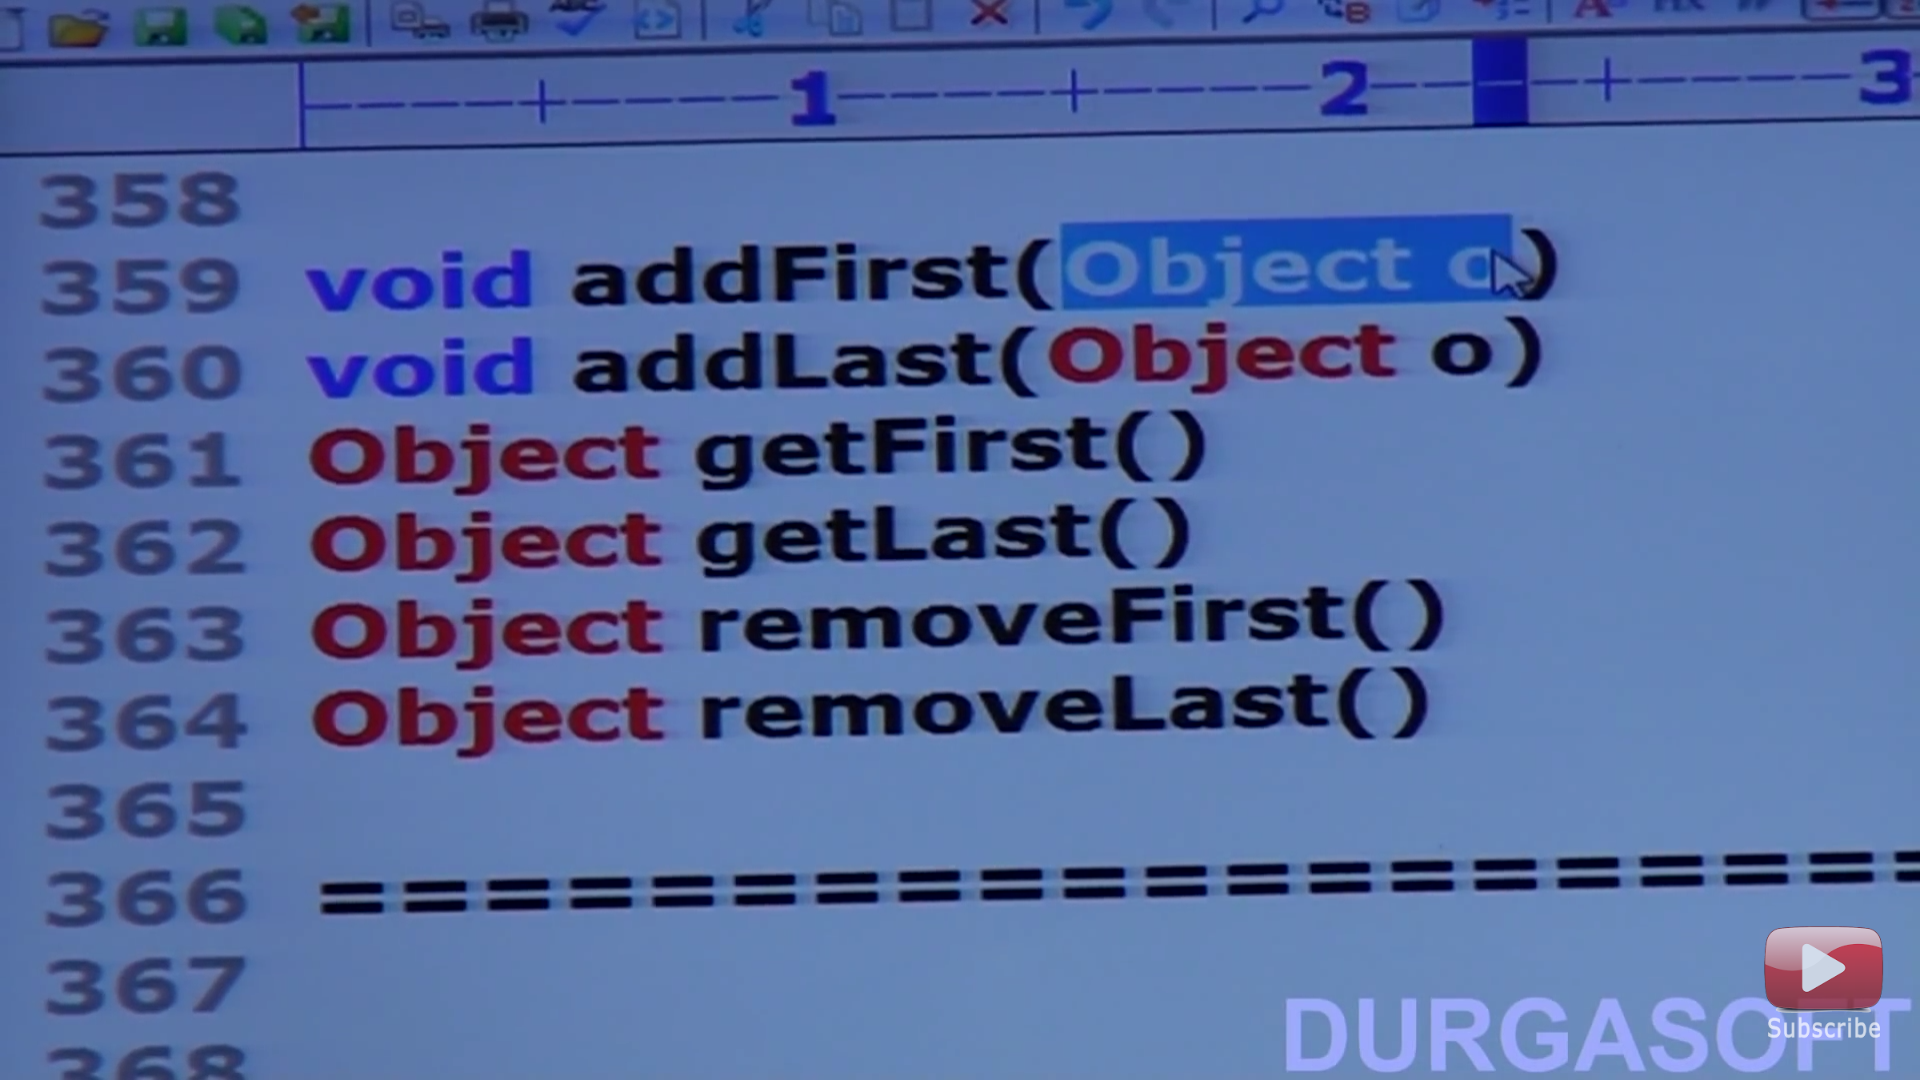 1 2 3
358
359 void addFirst(Object o)
360 void addLast(Object o)
361 Object getFirst()
362 Object getLast()
363 Object removeFirst()
364 Object removeLast()
365
366 ====================
367
368
DURGASOFT
Subscribe